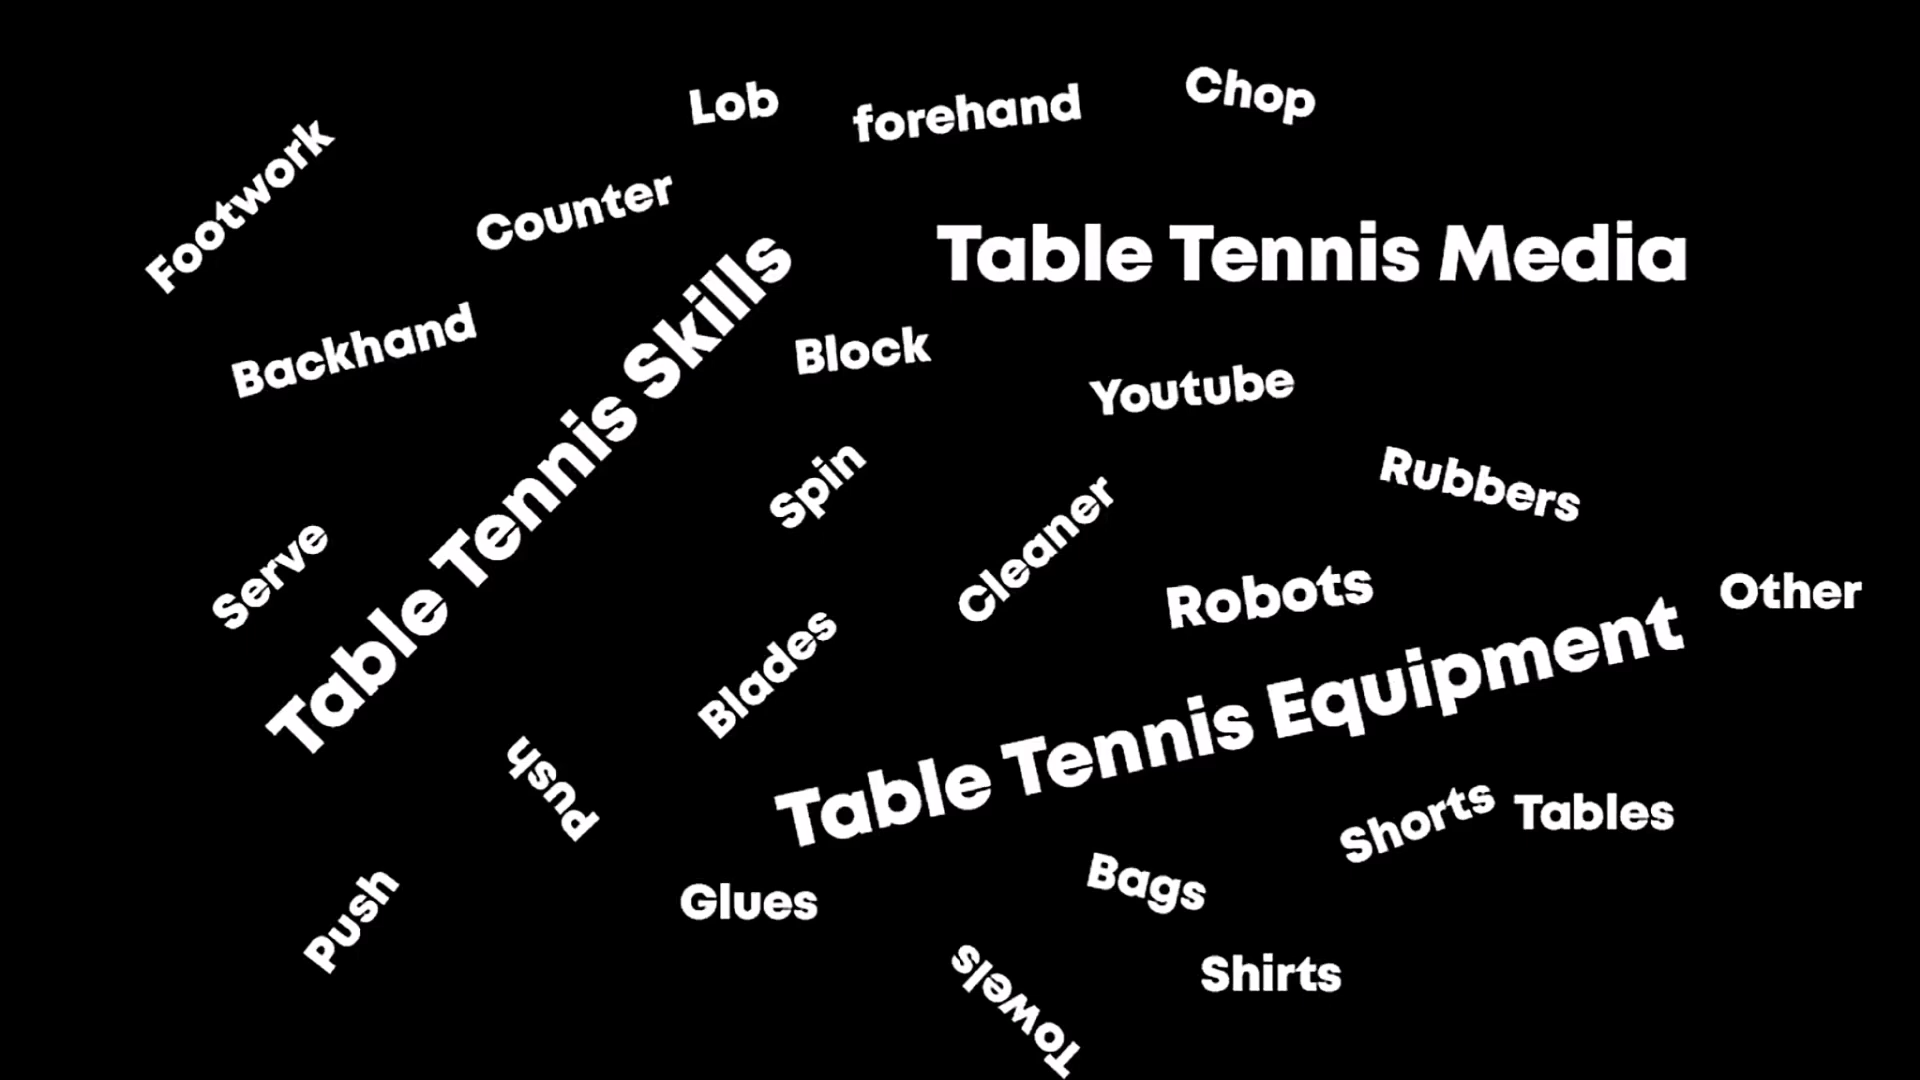 Lob
forehand
Chop
Footwork
Counter
Table Tennis Media
Table Tennis Skills
Backhand
Block
Youtube
Spin
Rubbers
Cleaner
Serve
Robots
Other
Blades
Table Tennis Equipment
Push
Shorts
Tables
Bags
Glues
Push
Shirts
Towels